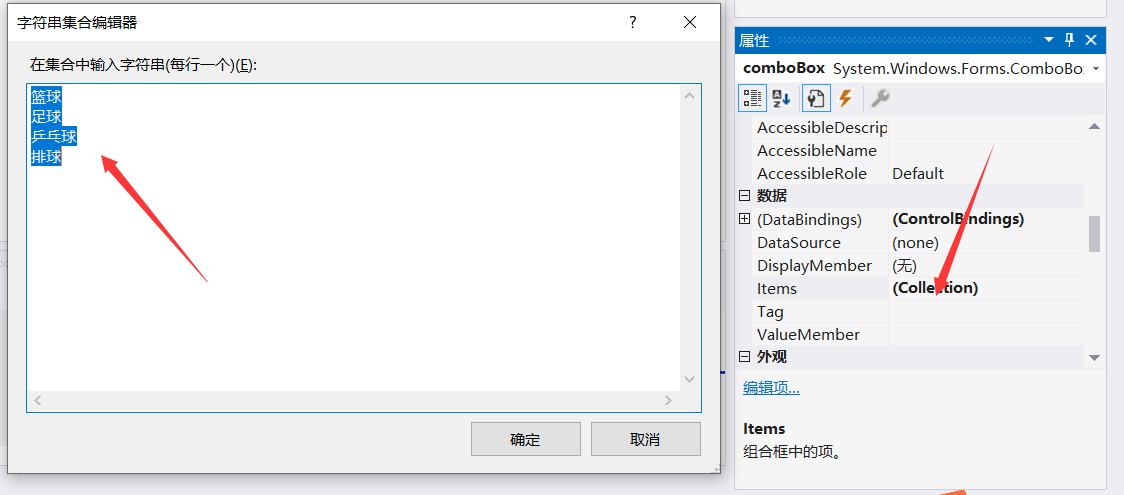 字符串集合编辑器
?
在集合中输入字符串(每行一个)(E):
篮球
足球
乒乓球
排球
确定
取消
属性
comboBox System.Windows.Forms.ComboBo
AccessibleDescrip
AccessibleName
AccessibleRole Default
数据
(DataBindings) (ControlBindings)
DataSource (none)
DisplayMember (无)
Items (Collection)
Tag
ValueMember
外观
编辑项...
Items
组合框中的项。